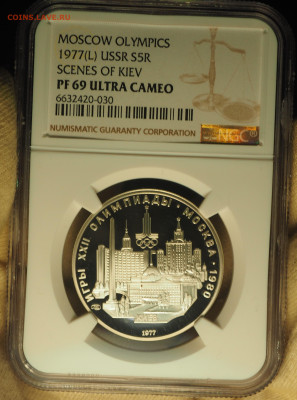 COINS.SU.RU
MOSCOW OLYMPICS
1977(L) USSR S5R
SCENES OF KIEV
PF 69 ULTRA CAMEO
6632420-030
NUMISMATIC GUARANTY CORPORATION
NGC
ИГРЫ XXII ОЛИМПИАДЫ • МОСКВА • 1980
1977